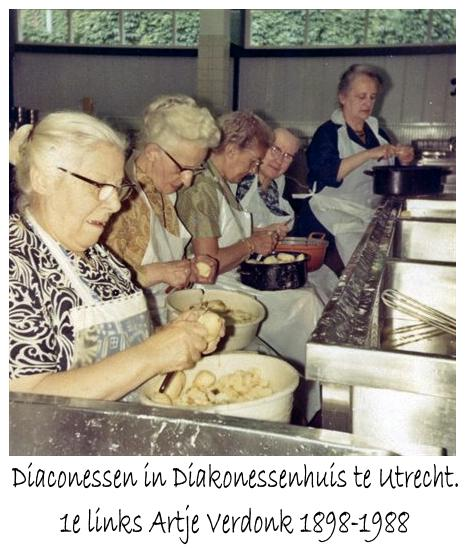 Diaconessen in Diakonessenhuis te Utrecht.
1e links Artje Verdonk 1898-1988